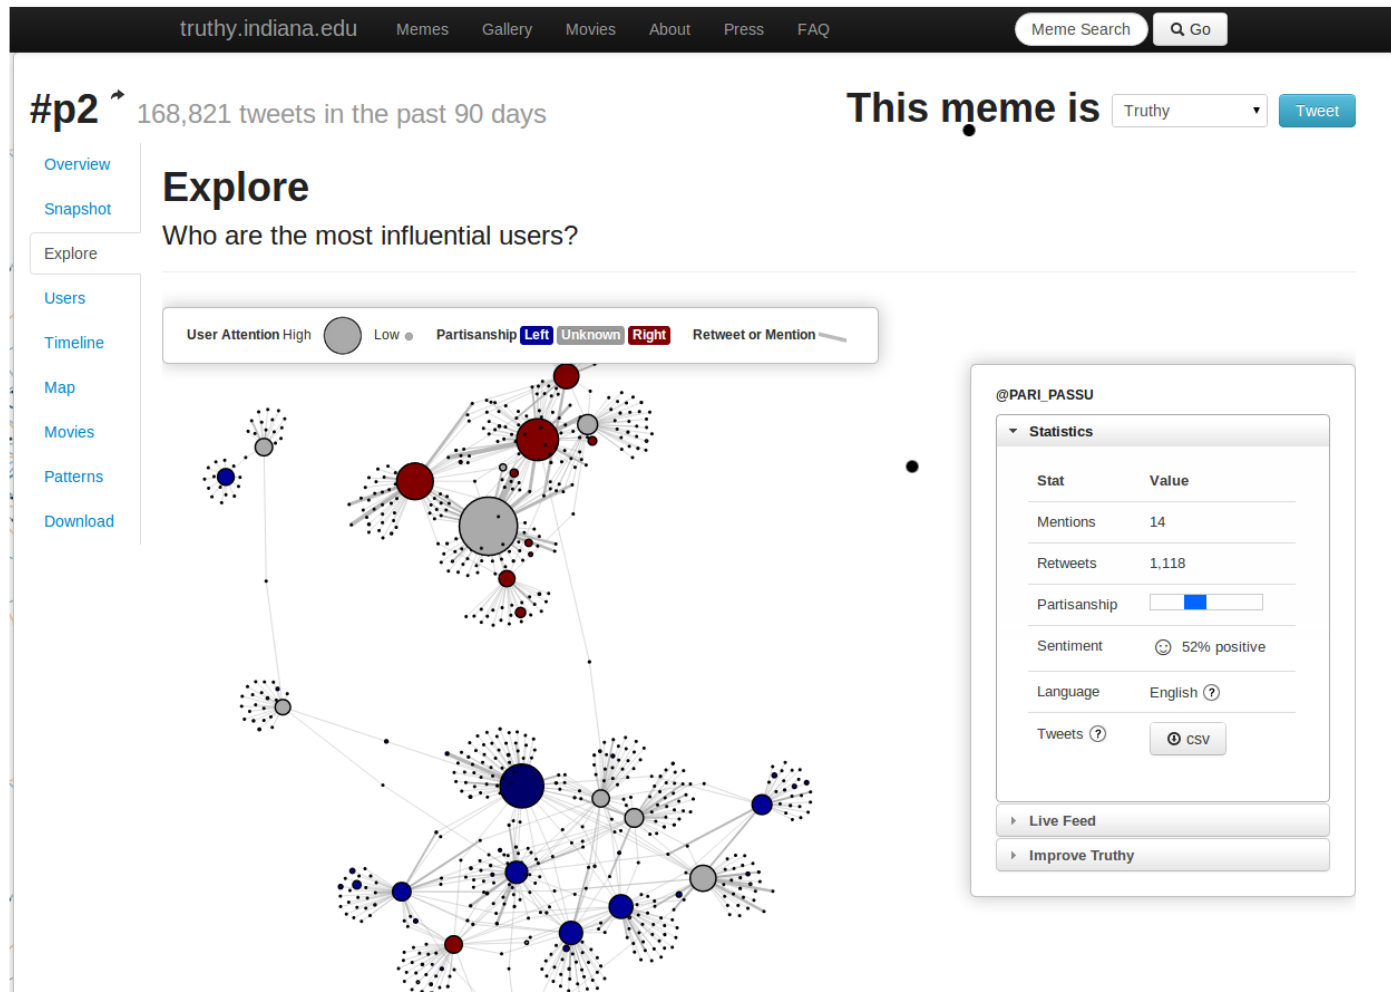 truthy.indiana.edu Memes Gallery Movies About Press FAQ Meme Search Go
#p2 168,821 tweets in the past 90 days This meme is Truthy Tweet
Overview
Snapshot
Explore
Users
Timeline
Map
Movies
Patterns
Download
Explore
Who are the most influential users?
User Attention High Low Partisanship Left Unknown Right Retweet or Mention
@PARI_PASSU
Statistics
Stat Value
Mentions 14
Retweets 1,118
Partisanship
Sentiment 52% positive
Language English ?
Tweets ? csv
Live Feed
Improve Truthy